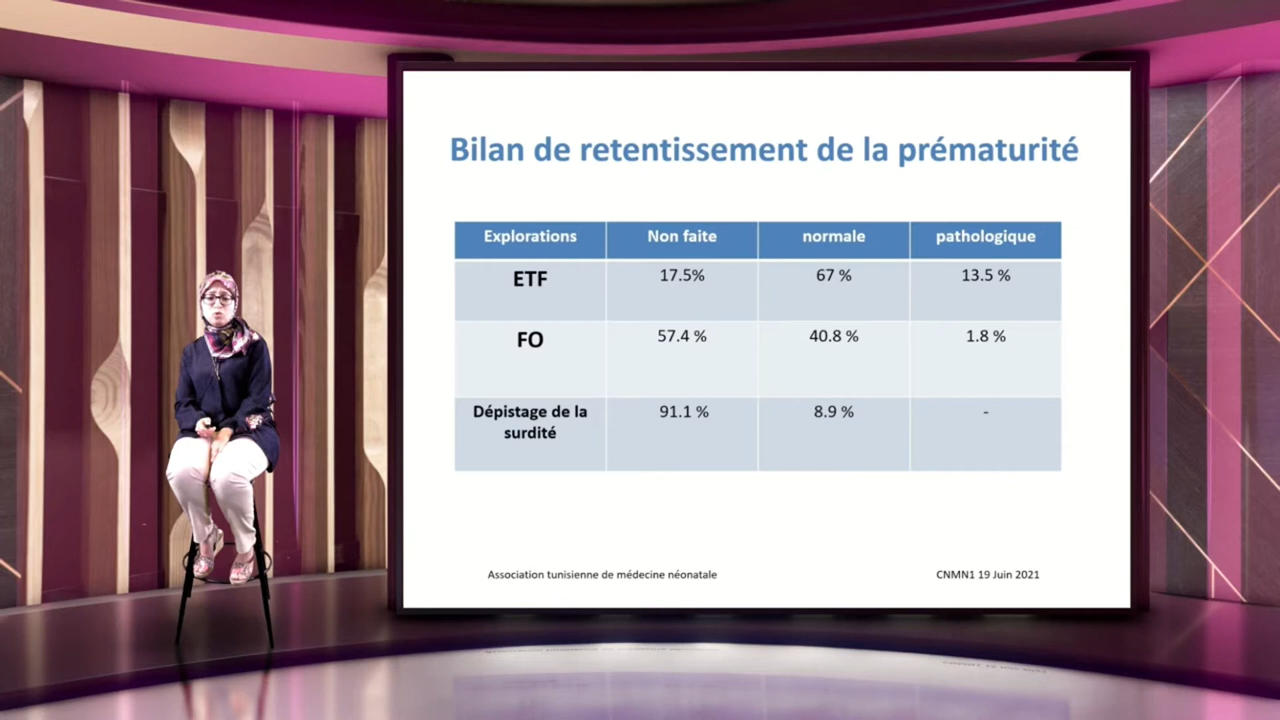 Bilan de retentissement de la prématurité
Explorations Non faite normale pathologique
ETF 17.5% 67 % 13.5 %
FO 57.4 % 40.8 % 1.8 %
Dépistage de la surdité 91.1 % 8.9 % -
Association tunisienne de médecine néonatale CNMN1 19 Juin 2021